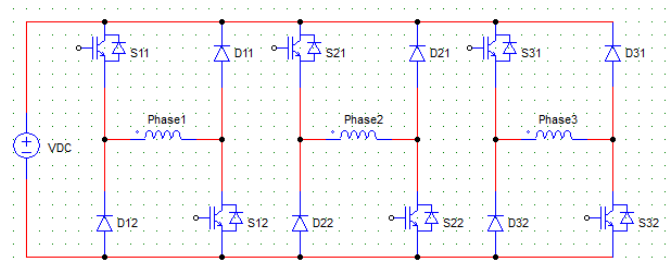 S11 D11 S21 D21 S31 D31
Phase1 Phase2 Phase3
VDC
D12 S12 D22 S22 D32 S32